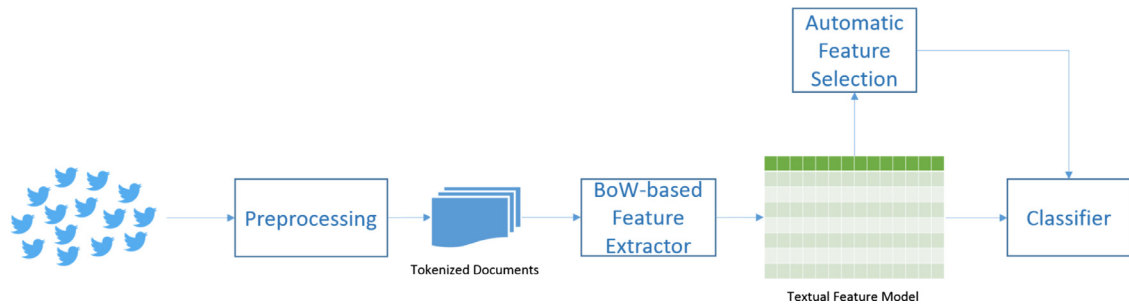 Automatic
Feature
Selection
Preprocessing
Tokenized Documents
BoW-based
Feature
Extractor
Textual Feature Model
Classifier